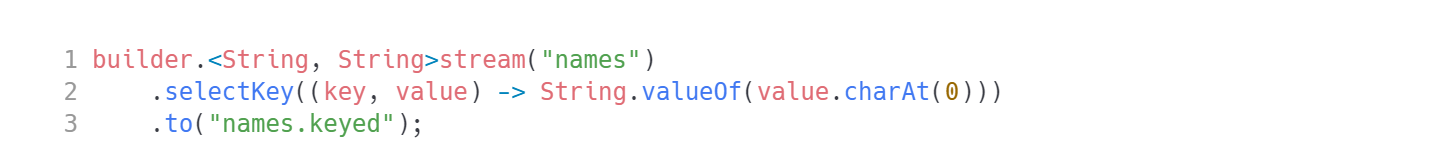 1 builder.<String, String>stream("names")
2     .selectKey((key, value) -> String.valueOf(value.charAt(0)))
3     .to("names.keyed");